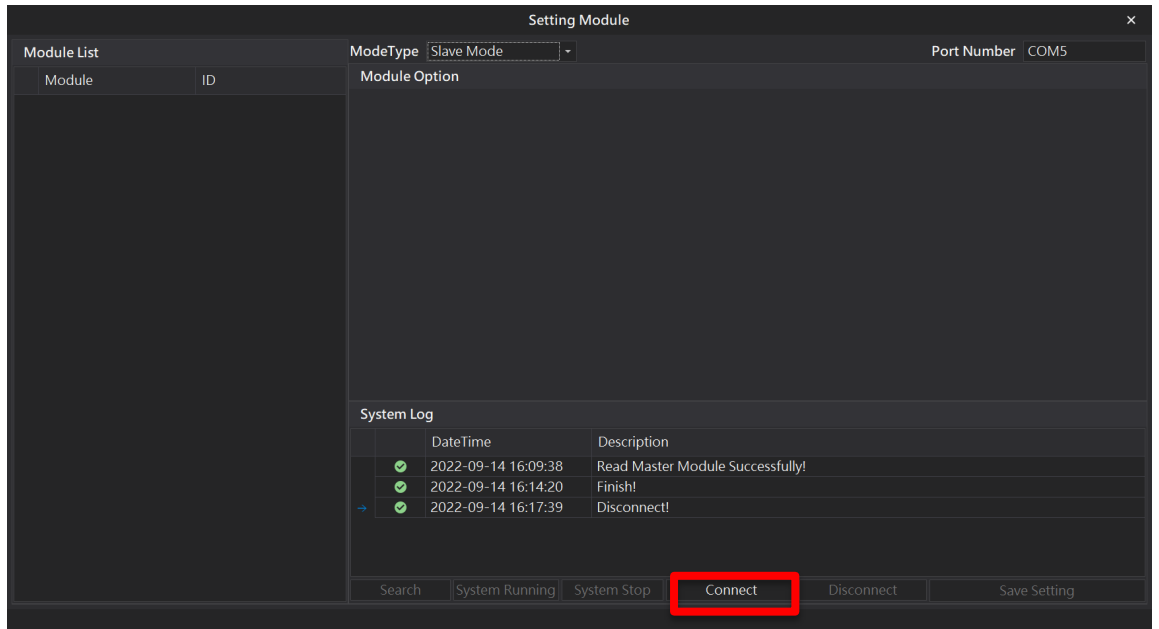 Setting Module ×
Module List
Module ID
ModeType Slave Mode
Port Number COM5
Module Option
System Log
DateTime Description
2022-09-14 16:09:38 Read Master Module Successfully!
2022-09-14 16:14:20 Finish!
2022-09-14 16:17:39 Disconnect!
Search System Running System Stop Connect Disconnect Save Setting